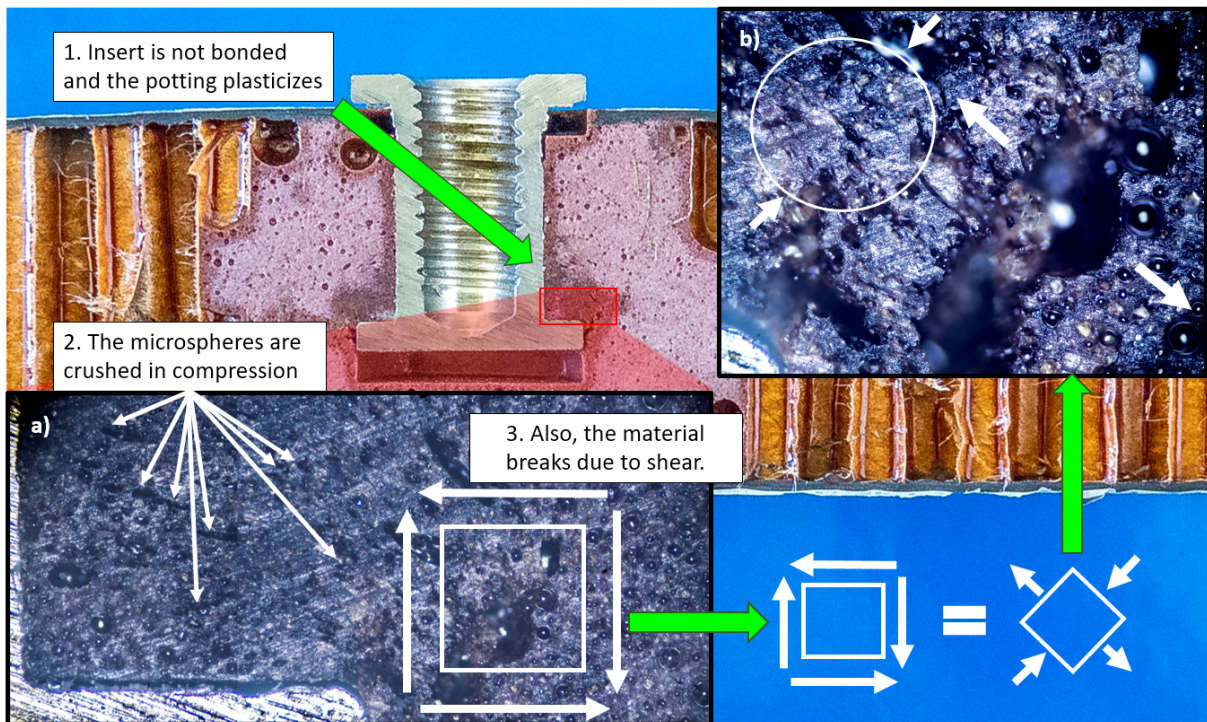 1. Insert is not bonded
and the potting plasticizes
b)
2. The microspheres are
crushed in compression
a)
3. Also, the material
breaks due to shear.